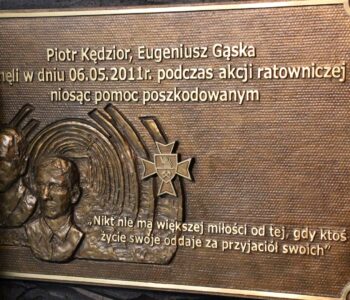 Piotr Kędzior, Eugeniusz Gąska
nęli w dniu 06.05.2011r. podczas akcji ratowniczej
niosąc pomoc poszkodowanym
„Nikt nie ma większej miłości od tej, gdy ktoś
życie swoje oddaje za przyjaciół swoich”